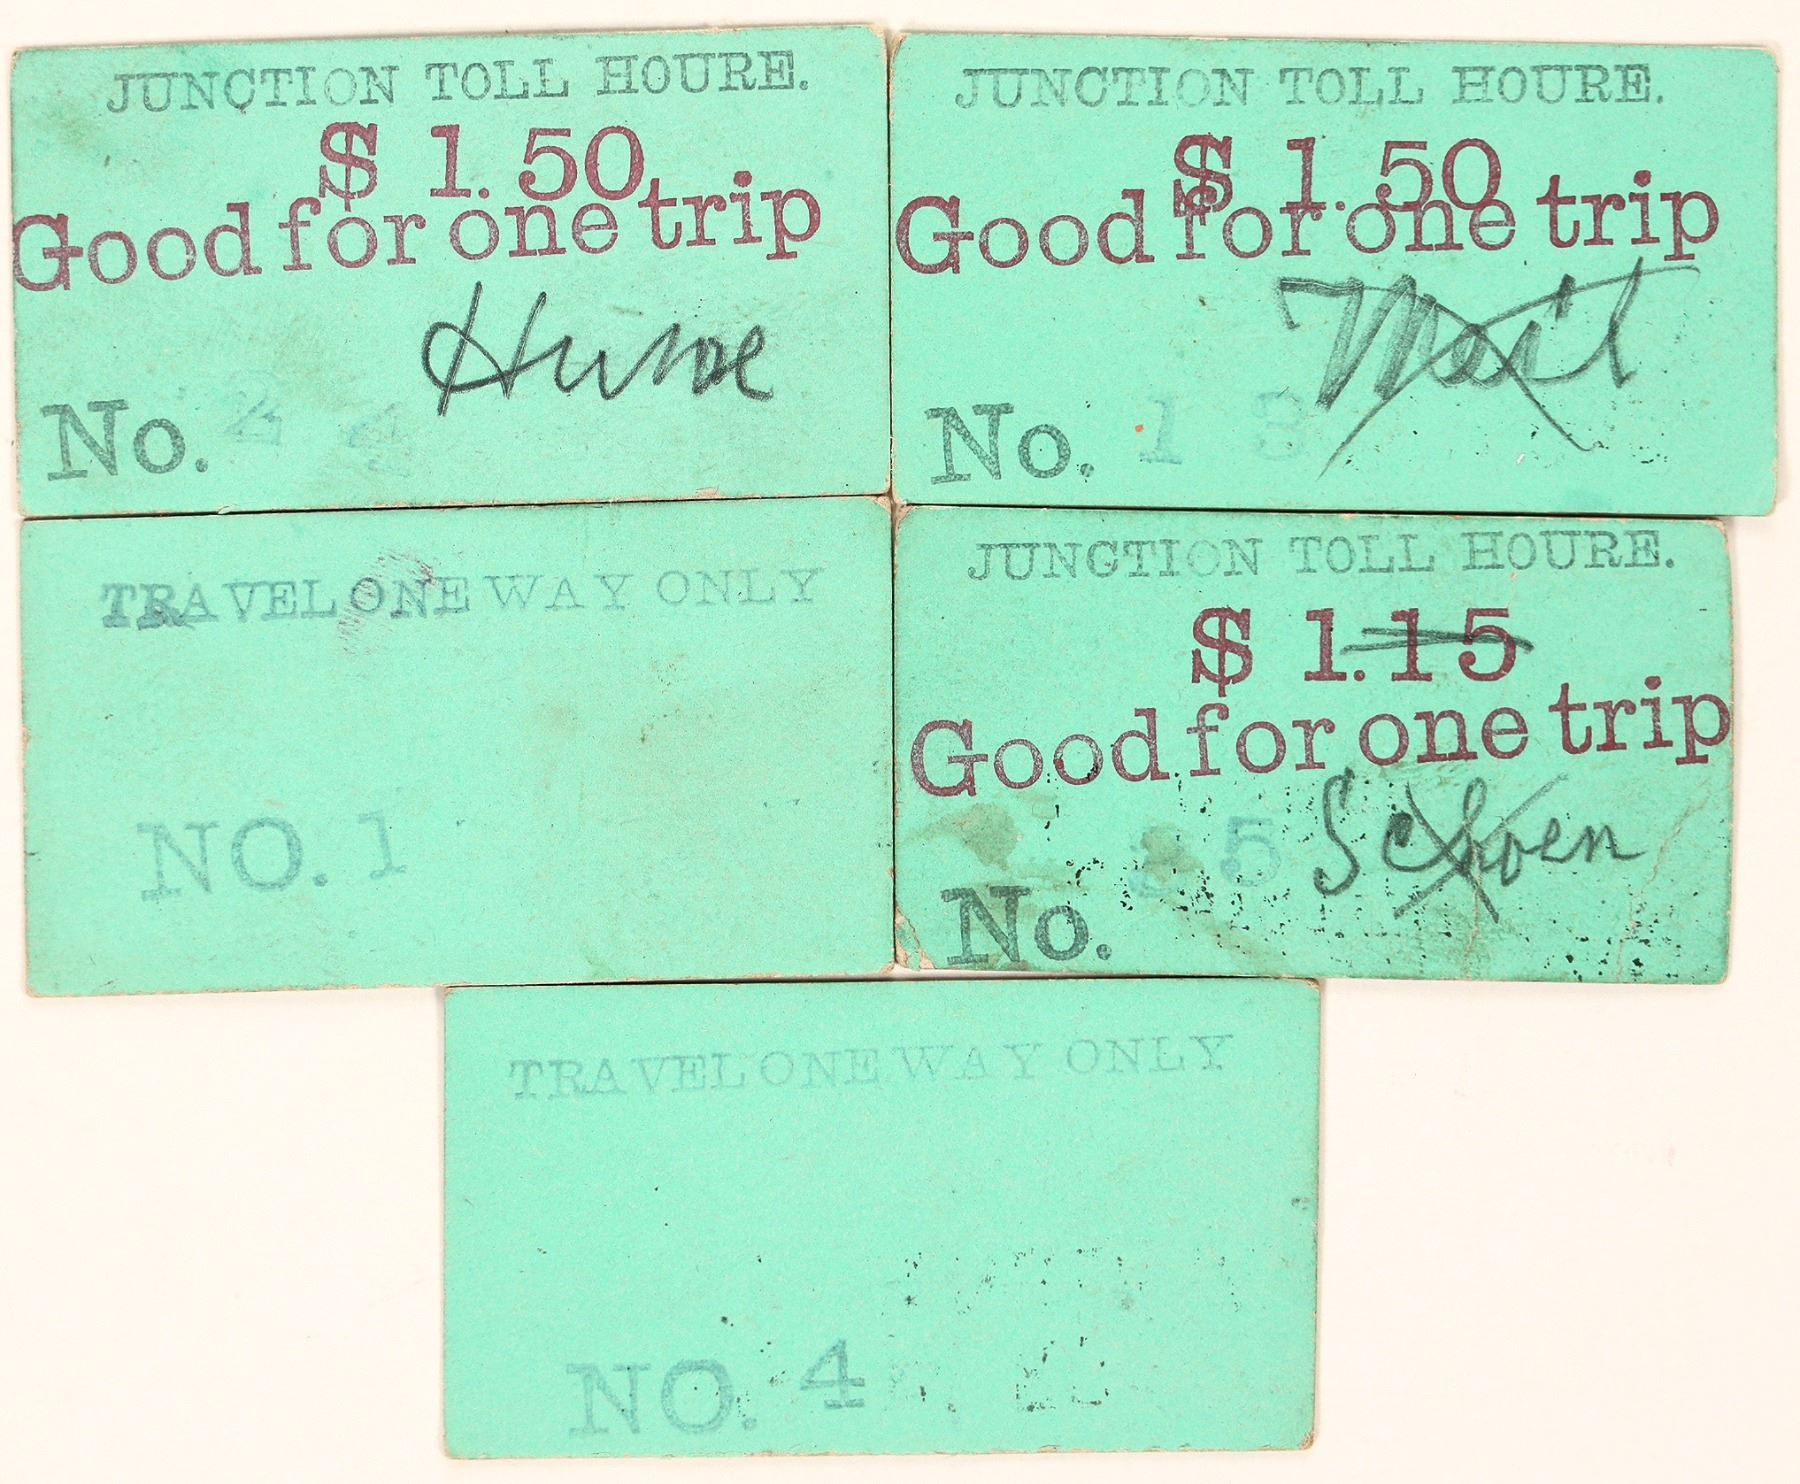 JUNCTION TOLL HOURE.
$ 1.50
Good for one trip
No. 24
JUNCTION TOLL HOURE.
$ 1.50
Good for one trip
Mail
No. 13
TRAVEL ONE WAY ONLY
NO. 1
JUNCTION TOLL HOURE.
$ 1.15
Good for one trip
5 Schoen
No.
TRAVEL ONE WAY ONLY
NO. 4